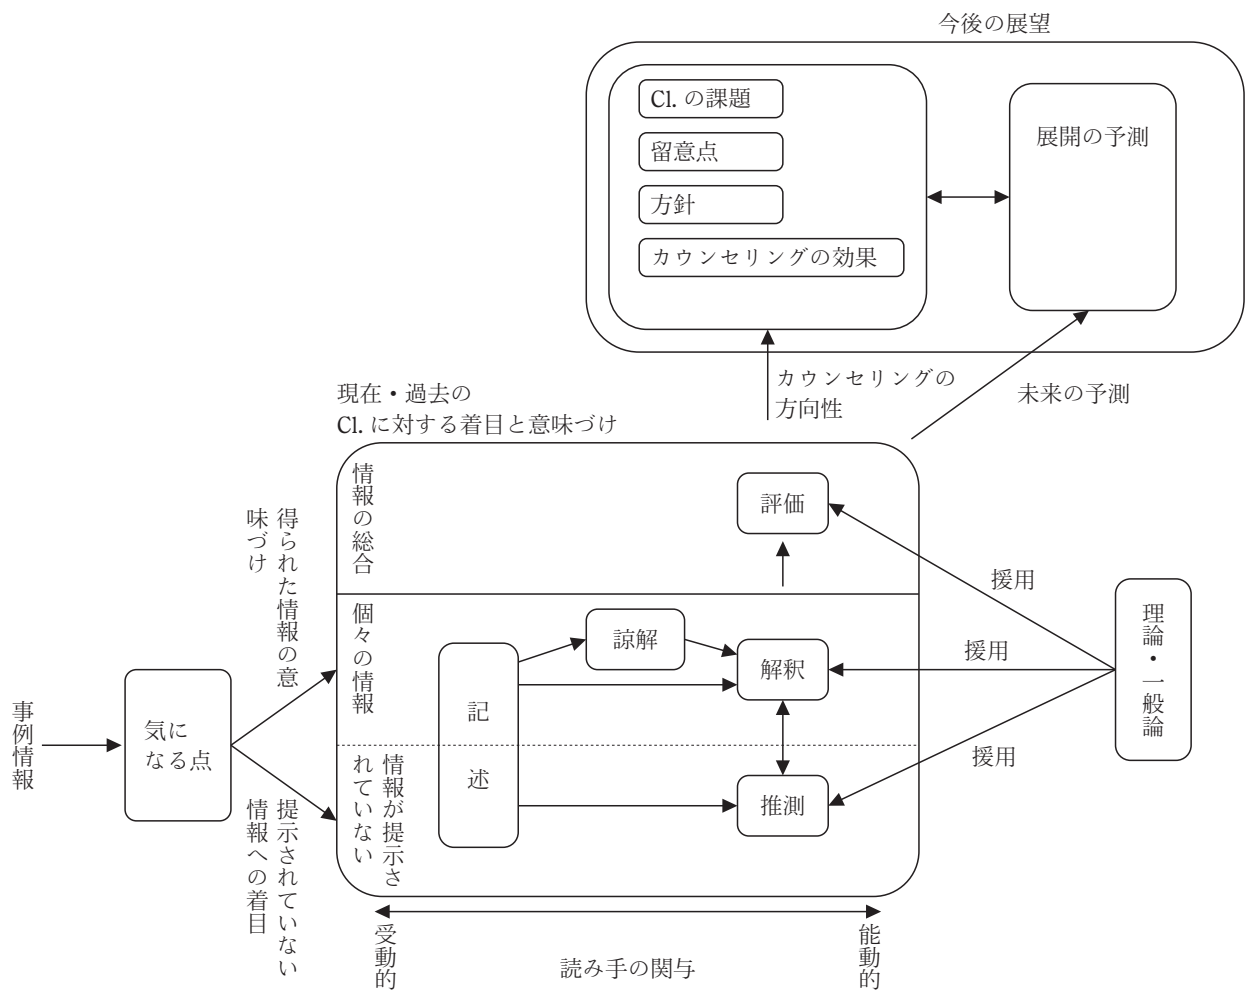 今後の展望
Cl. の課題
留意点
方針
カウンセリングの効果
展開の予測
カウンセリングの
方向性
未来の予測
現在・過去の
Cl. に対する着目と意味づけ
情報の総合
評価
得られた情報の意
味づけ
個々の情報
諒解
解釈
援用
援用
援用
理論・一般論
事例情報
気に
なる点
記述
情報が提示さ
れていない
推測
提示されていない
情報への着目
受動的
読み手の関与
能動的